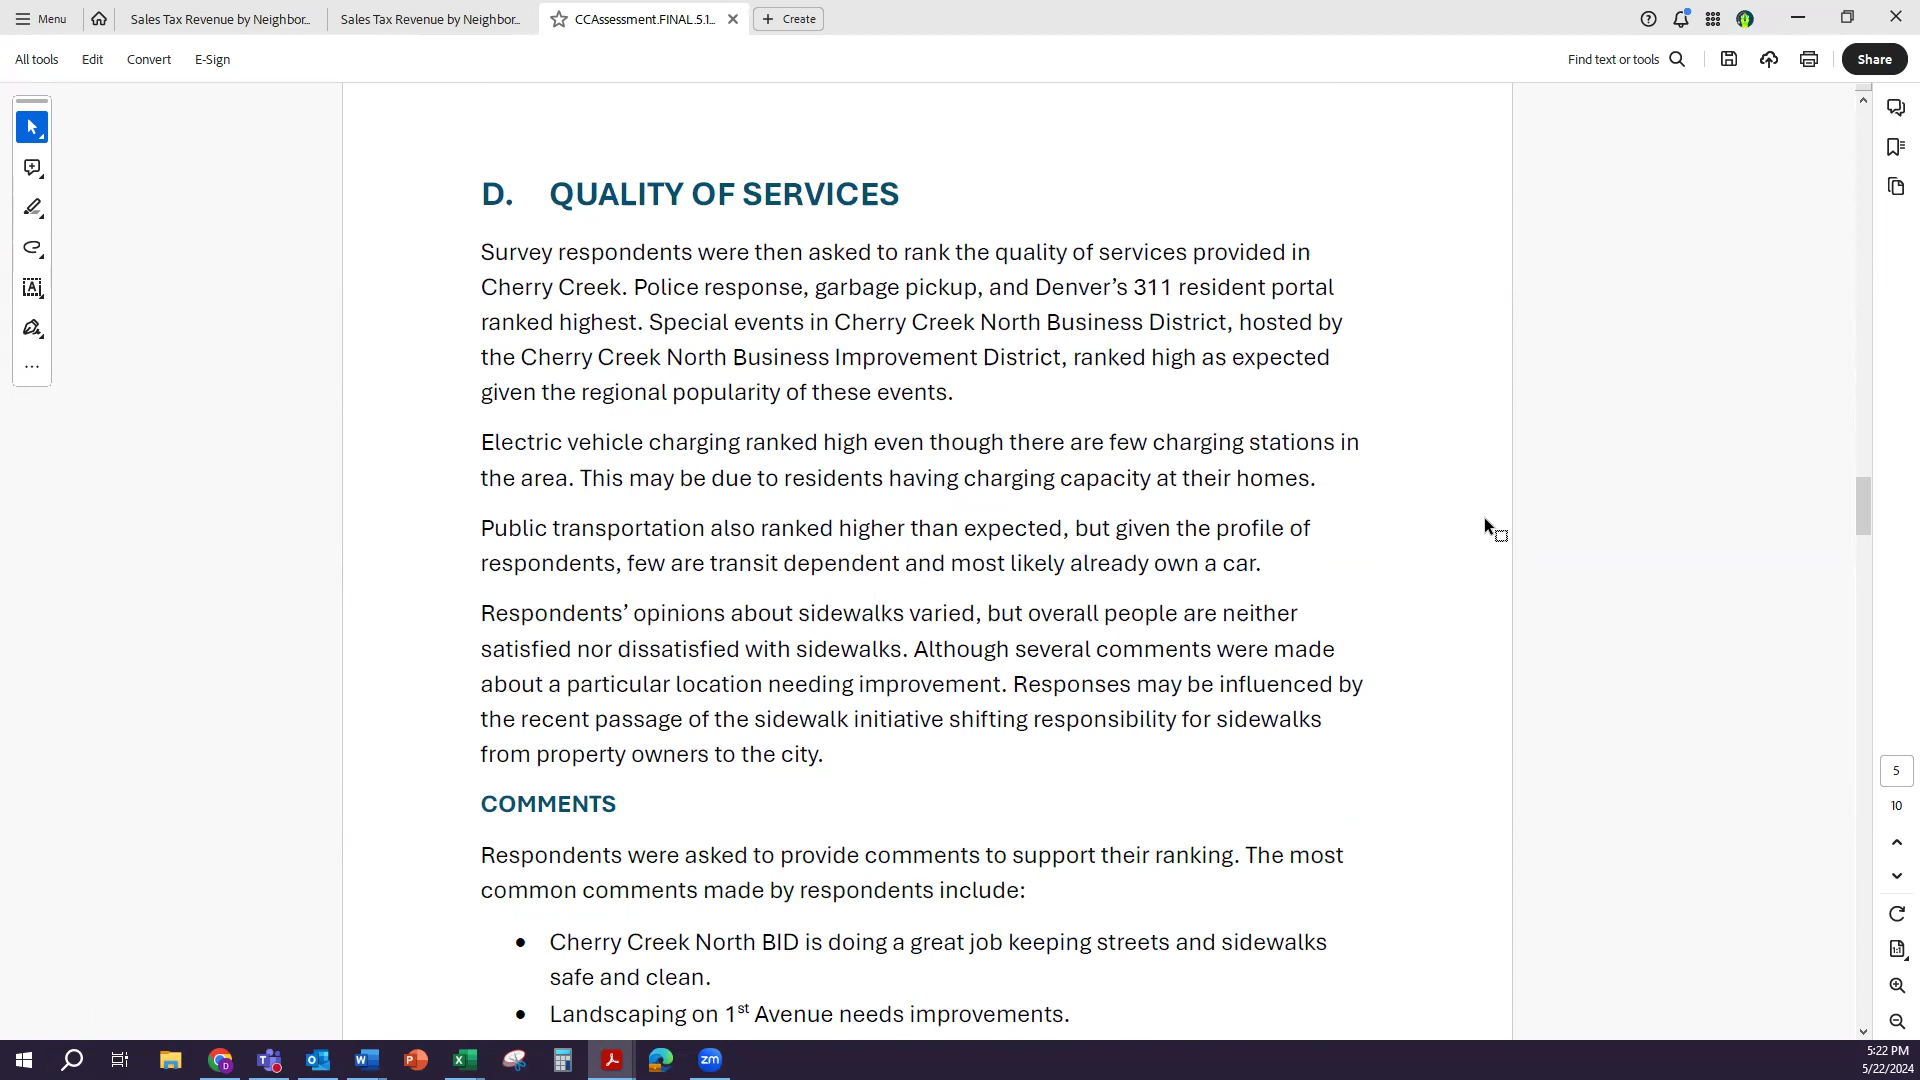 Menu
Sales Tax Revenue by Neighbor...
Sales Tax Revenue by Neighbor...
CCAssessment.FINAL.5.1...
Create
All tools
Edit
Convert
E-Sign
Find text or tools
Share
D. QUALITY OF SERVICES
Survey respondents were then asked to rank the quality of services provided in
Cherry Creek. Police response, garbage pickup, and Denver’s 311 resident portal
ranked highest. Special events in Cherry Creek North Business District, hosted by
the Cherry Creek North Business Improvement District, ranked high as expected
given the regional popularity of these events.
Electric vehicle charging ranked high even though there are few charging stations in
the area. This may be due to residents having charging capacity at their homes.
Public transportation also ranked higher than expected, but given the profile of
respondents, few are transit dependent and most likely already own a car.
Respondents’ opinions about sidewalks varied, but overall people are neither
satisfied nor dissatisfied with sidewalks. Although several comments were made
about a particular location needing improvement. Responses may be influenced by
the recent passage of the sidewalk initiative shifting responsibility for sidewalks
from property owners to the city.
COMMENTS
Respondents were asked to provide comments to support their ranking. The most
common comments made by respondents include:
• Cherry Creek North BID is doing a great job keeping streets and sidewalks
safe and clean.
• Landscaping on 1st Avenue needs improvements.
5
10
zm
5:22 PM
5/22/2024